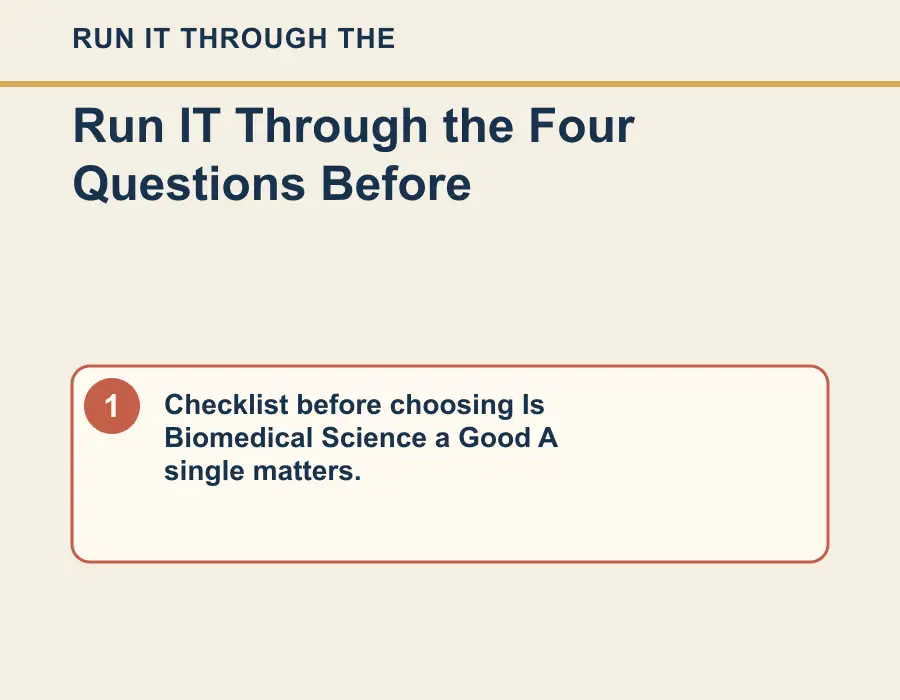 RUN IT THROUGH THE
Run IT Through the Four
Questions Before
1
Checklist before choosing Is
Biomedical Science a Good A
single matters.